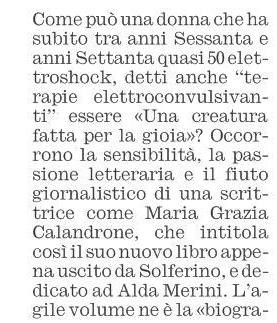 Come può una donna che ha
subito tra anni Sessanta e
anni Settanta quasi 50 elet-
troshock, detti anche “te-
rapie elettroconvulsivan-
ti” essere «Una creatura
fatta per la gioia»? Occor-
rono la sensibilità, la pas-
sione letteraria e il fiuto
giornalistico di una scrit-
trice come Maria Grazia
Calandrone, che intitola
così il suo nuovo libro appe-
na uscito da Solferino, e de-
dicato ad Alda Merini. L’a-
gile volume ne è la «biogra-